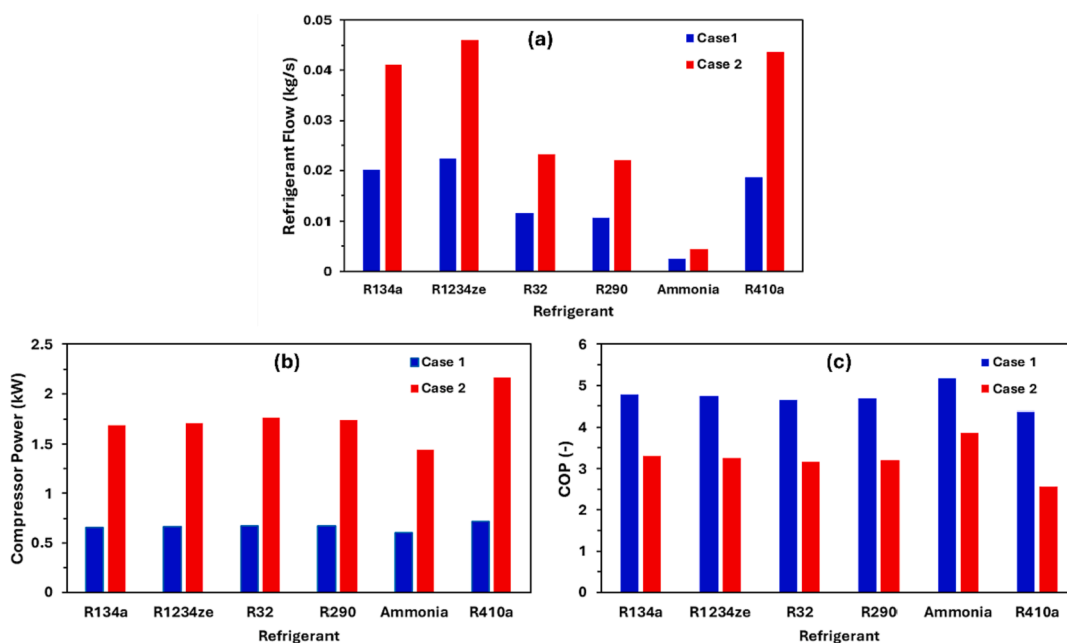 (a)
Case1
Case 2
Refrigerant Flow (kg/s)
0.05
0.04
0.03
0.02
0.01
0
R134a R1234ze R32 R290 Ammonia R410a
Refrigerant
(b)
Case 1
Case 2
Compressor Power (kW)
2.5
2
1.5
1
0.5
0
R134a R1234ze R32 R290 Ammonia R410a
Refrigerant
(c)
Case 1
Case 2
COP (-)
6
5
4
3
2
1
0
R134a R1234ze R32 R290 Ammonia R410a
Refrigerant